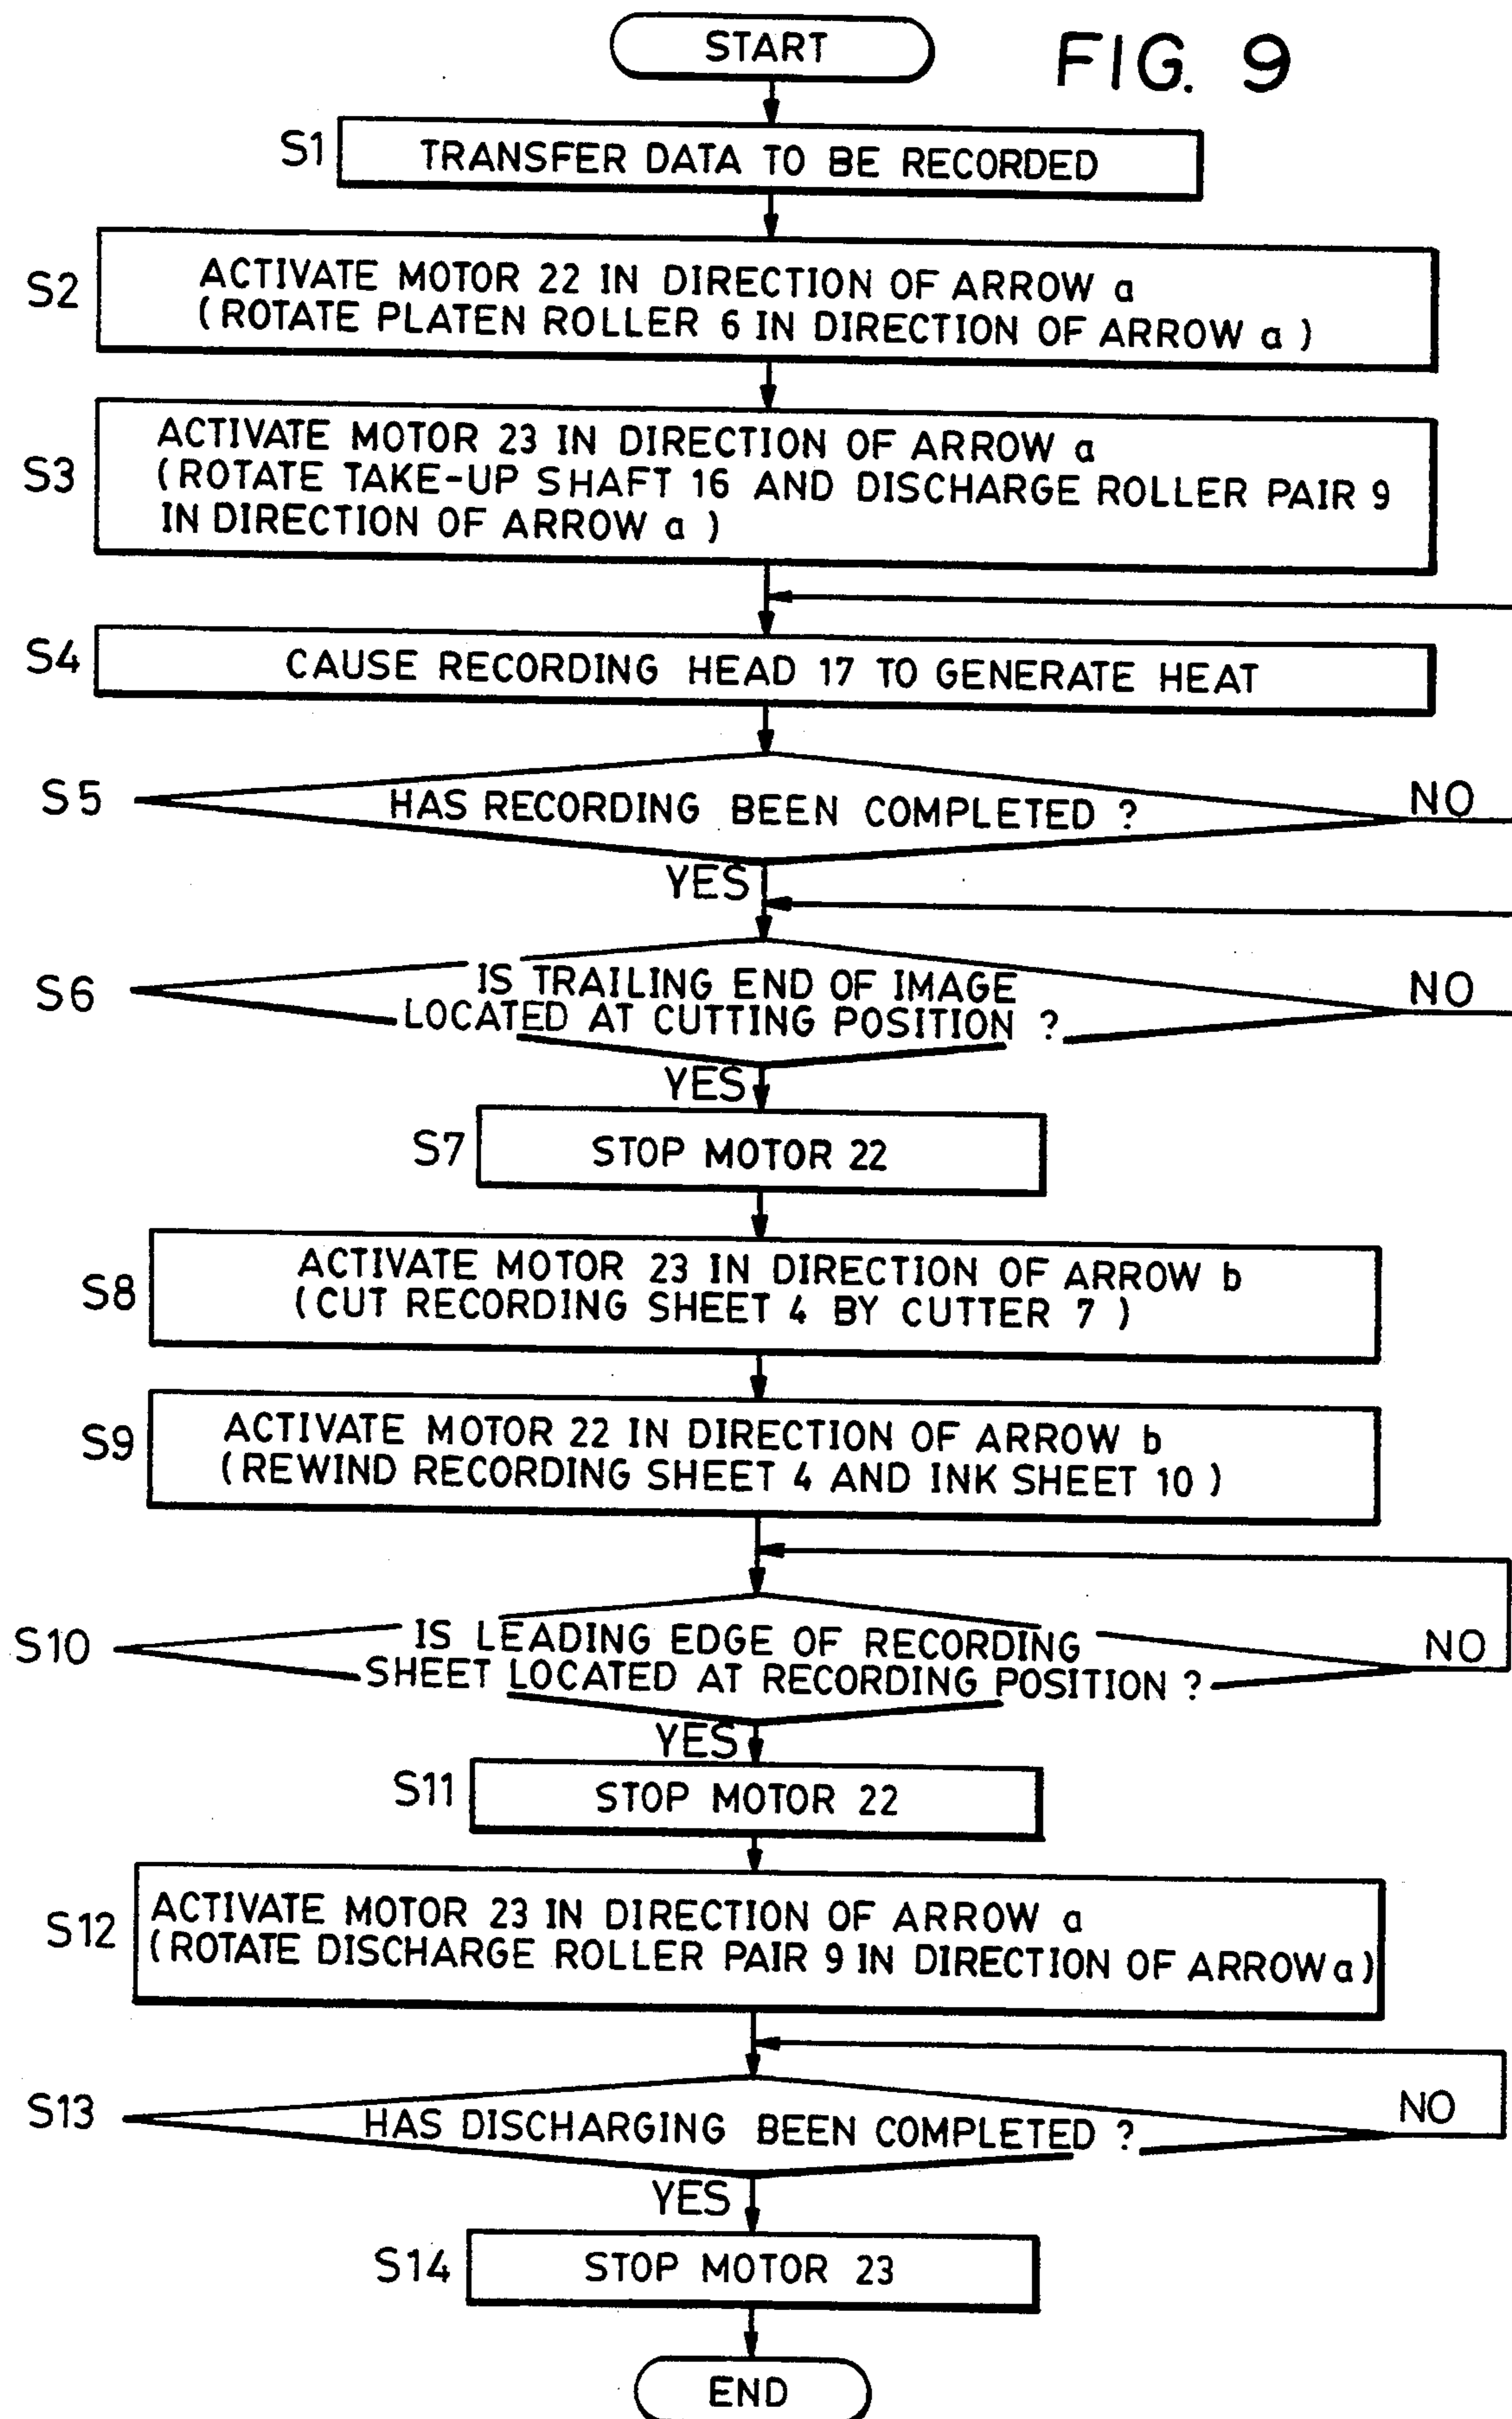 START
FIG. 9
S1
TRANSFER DATA TO BE RECORDED
S2
ACTIVATE MOTOR 22 IN DIRECTION OF ARROW a
(ROTATE PLATEN ROLLER 6 IN DIRECTION OF ARROW a)
S3
ACTIVATE MOTOR 23 IN DIRECTION OF ARROW a
(ROTATE TAKE-UP SHAFT 16 AND DISCHARGE ROLLER PAIR 9
IN DIRECTION OF ARROW a)
S4
CAUSE RECORDING HEAD 17 TO GENERATE HEAT
S5
HAS RECORDING BEEN COMPLETED ?
NO
YES
S6
IS TRAILING END OF IMAGE
LOCATED AT CUTTING POSITION ?
NO
YES
S7
STOP MOTOR 22
S8
ACTIVATE MOTOR 23 IN DIRECTION OF ARROW b
(CUT RECORDING SHEET 4 BY CUTTER 7)
S9
ACTIVATE MOTOR 22 IN DIRECTION OF ARROW b
(REWIND RECORDING SHEET 4 AND INK SHEET 10)
S10
IS LEADING EDGE OF RECORDING
SHEET LOCATED AT RECORDING POSITION ?
NO
YES
S11
STOP MOTOR 22
S12
ACTIVATE MOTOR 23 IN DIRECTION OF ARROW a
(ROTATE DISCHARGE ROLLER PAIR 9 IN DIRECTION OF ARROW a)
S13
HAS DISCHARGING BEEN COMPLETED ?
NO
YES
S14
STOP MOTOR 23
END